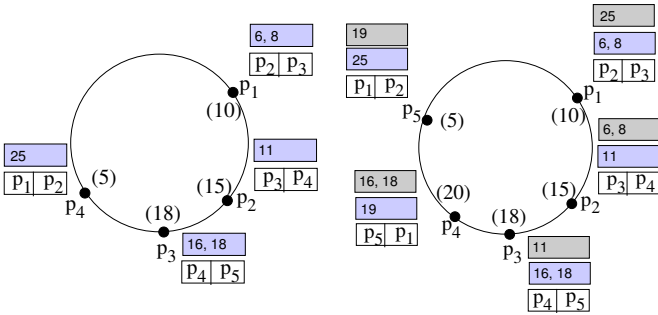 6, 8
p2 p3
p1
(10)
11
p3 p4
(15)
p2
(18)
p3
16, 18
p4 p5
25
p1 p2
(5)
p4
25
6, 8
p2 p3
p1
(10)
6, 8
11
p3 p4
(15)
p2
(18)
p3
11
16, 18
p4 p5
(20)
p4
16, 18
19
p5 p1
19
25
p1 p2
p5
(5)